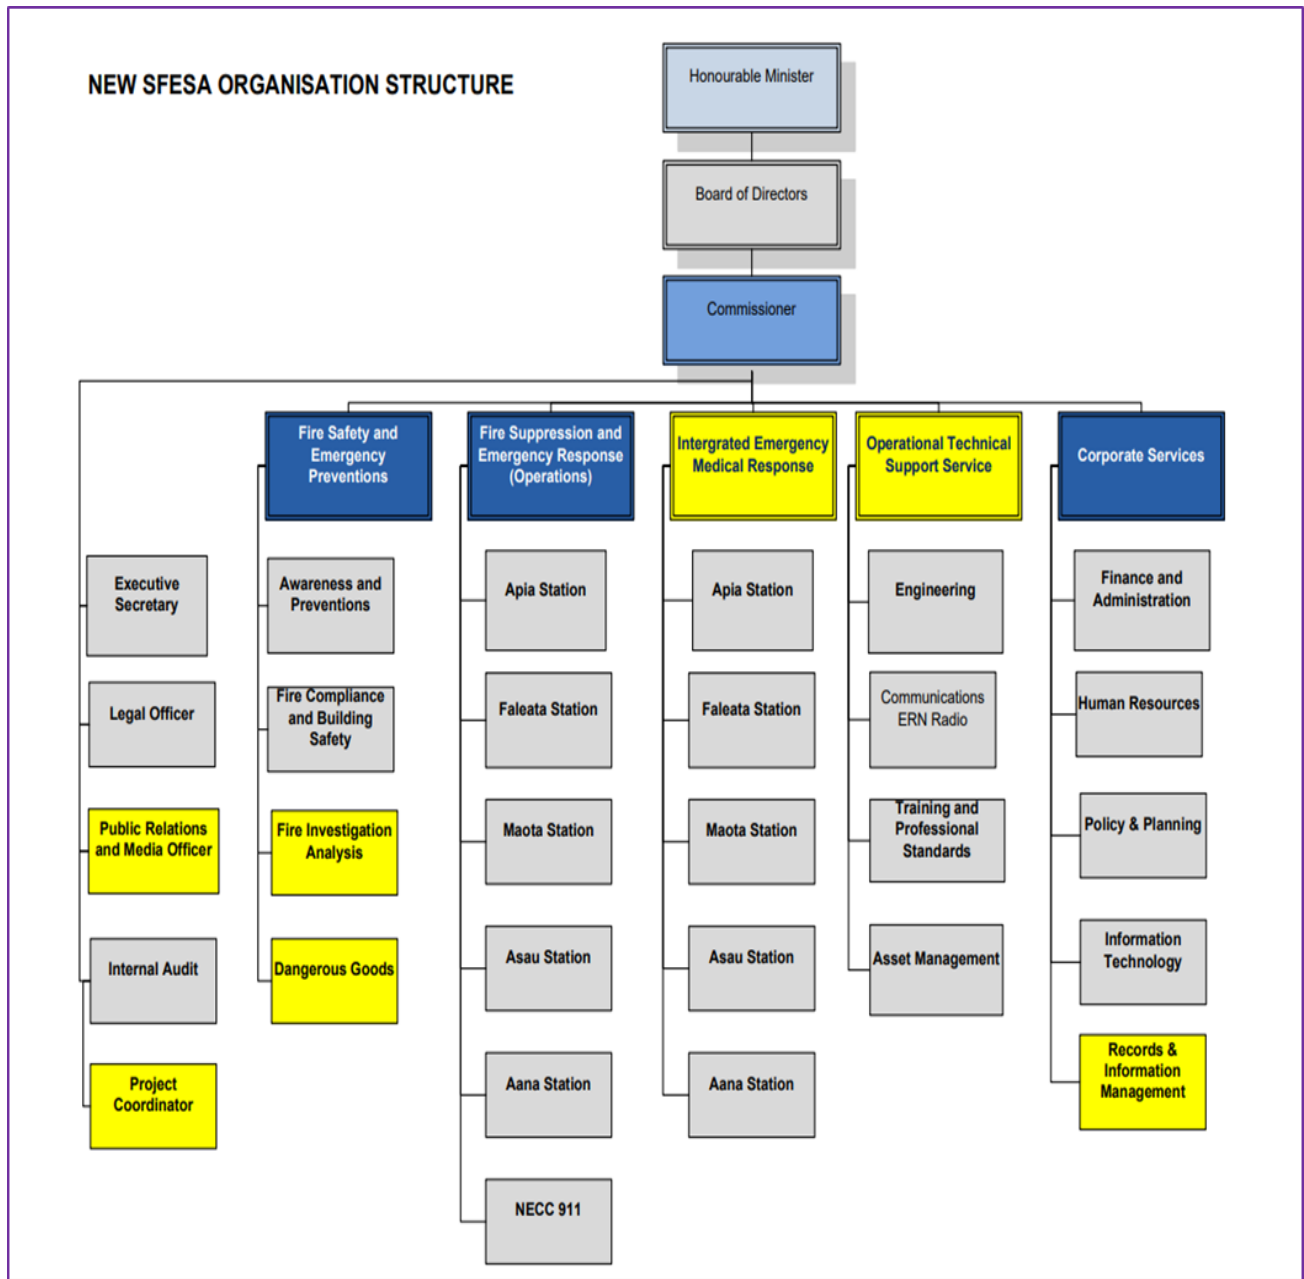 NEW SFESA ORGANISATION STRUCTURE
Honourable Minister
Board of Directors
Commissioner
Fire Safety and
Emergency
Preventions
Fire Suppression and
Emergency Response
(Operations)
Intergrated Emergency
Medical Response
Operational Technical
Support Service
Corporate Services
Executive
Secretary
Legal Officer
Public Relations
and Media Officer
Internal Audit
Project
Coordinator
Awareness and
Preventions
Fire Compliance
and Building
Safety
Fire Investigation
Analysis
Dangerous Goods
Apia Station
Faleata Station
Maota Station
Asau Station
Aana Station
NECC 911
Apia Station
Faleata Station
Maota Station
Asau Station
Aana Station
Engineering
Communications
ERN Radio
Training and
Professional
Standards
Asset Management
Finance and
Administration
Human Resources
Policy & Planning
Information
Technology
Records &
Information
Management